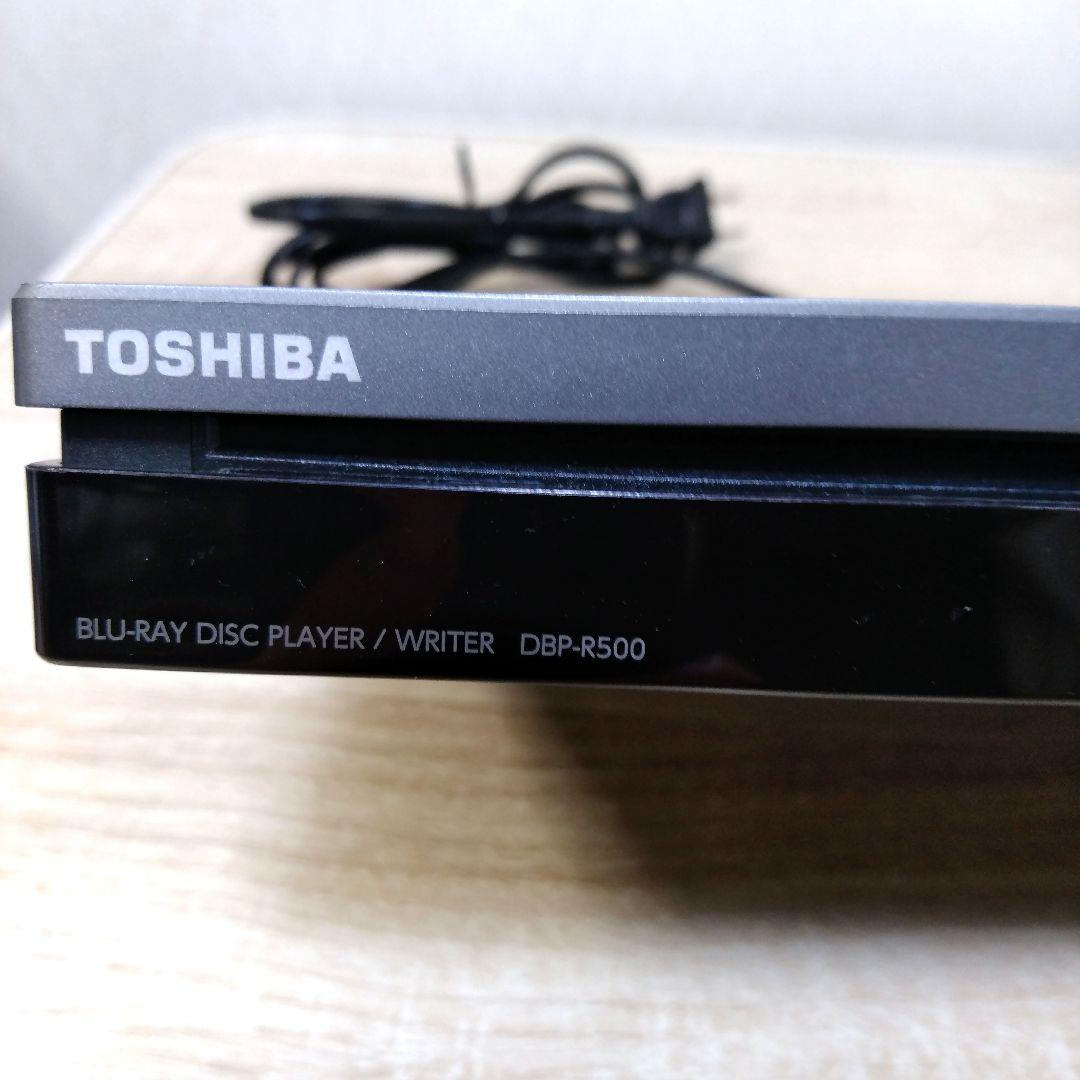 TOSHIBA
BLU-RAY DISC PLAYER / WRITER DBP-R500